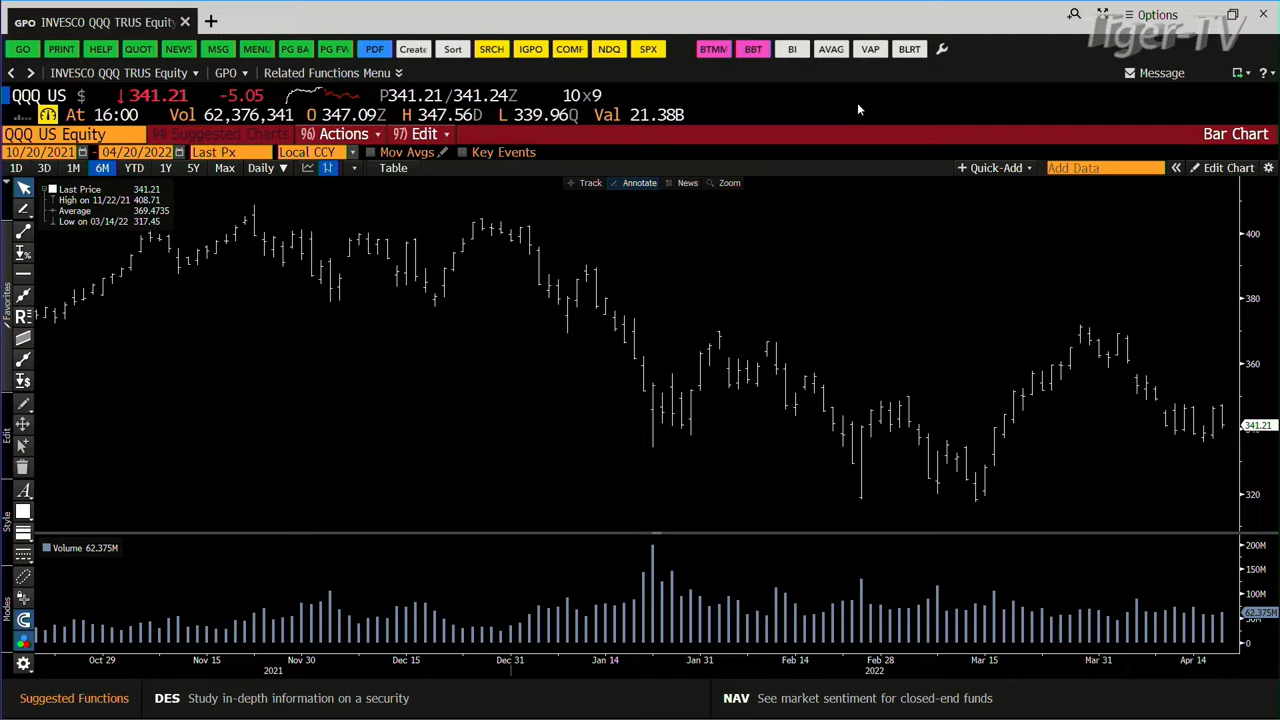 GPO INVESCO QQQ TRUS Equity
Options
Tiger-TV
GO PRINT HELP QUOT NEWS MSG MENU PG BA PG FW PDF Create Sort SRCH IGPO COMF NDQ SPX BTMM BBT BI AVAG VAP BLRT
INVESCO QQQ TRUS Equity GPO Related Functions Menu Message
QQQ US $ ↓341.21 -5.05 P341.21/341.24Z 10x9
At 16:00 Vol 62,376,341 O 347.09Z H 347.56D L 339.96Q Val 21.38B
QQQ US Equity 94) Suggested Charts 96) Actions 97) Edit Bar Chart
10/20/2021 - 04/20/2022 Last Px Local CCY Mov Avgs Key Events
1D 3D 1M 6M YTD 1Y 5Y Max Daily ▼ Table + Quick-Add Add Data « Edit Chart
Track Annotate News Zoom
Last Price 341.21
High on 11/22/21 408.71
Average 369.4735
Low on 03/14/22 317.45
400
380
360
341.21
320
Favorites
Edit
Style
Modes
Volume 62.375M
200M
150M
100M
62.375M
0
Oct 29 Nov 15 Nov 30 Dec 15 Dec 31 Jan 14 Jan 31 Feb 14 Feb 28 Mar 15 Mar 31 Apr 14
2021 2022
Suggested Functions DES Study in-depth information on a security NAV See market sentiment for closed-end funds